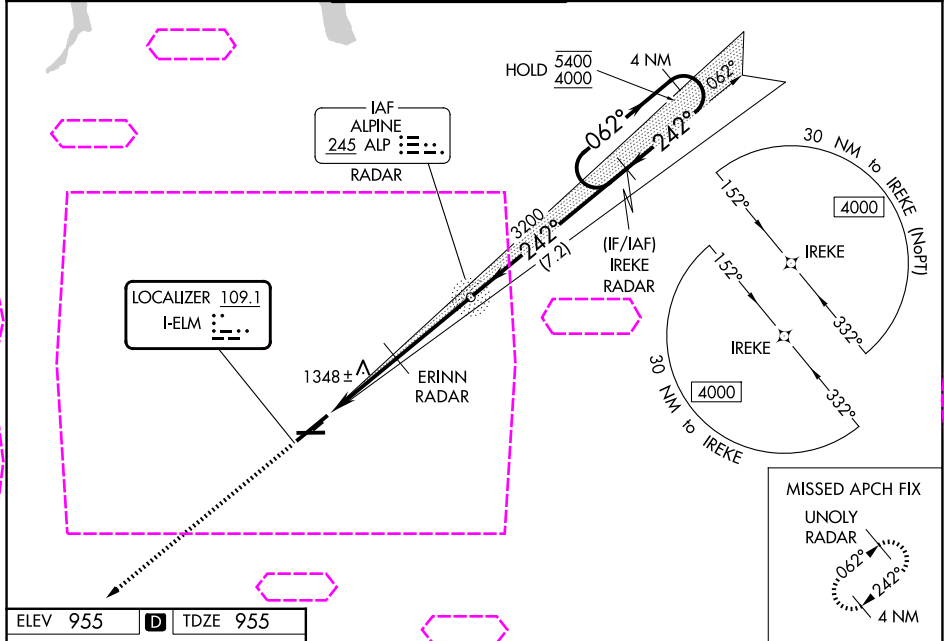 HOLD
5400
4000
4 NM
062°
062°
242°
IAF
ALPINE
245 ALP
RADAR
3200
242°
(7.2)
(IF/IAF)
IREKE
RADAR
30 NM to IREKE (NoPT)
4000
152°
IREKE
332°
152°
IREKE
332°
4000
30 NM to IREKE
LOCALIZER 109.1
I-ELM
1348 ±
ERINN
RADAR
MISSED APCH FIX
UNOLY
RADAR
062°
242°
4 NM
ELEV 955
D
TDZE 955